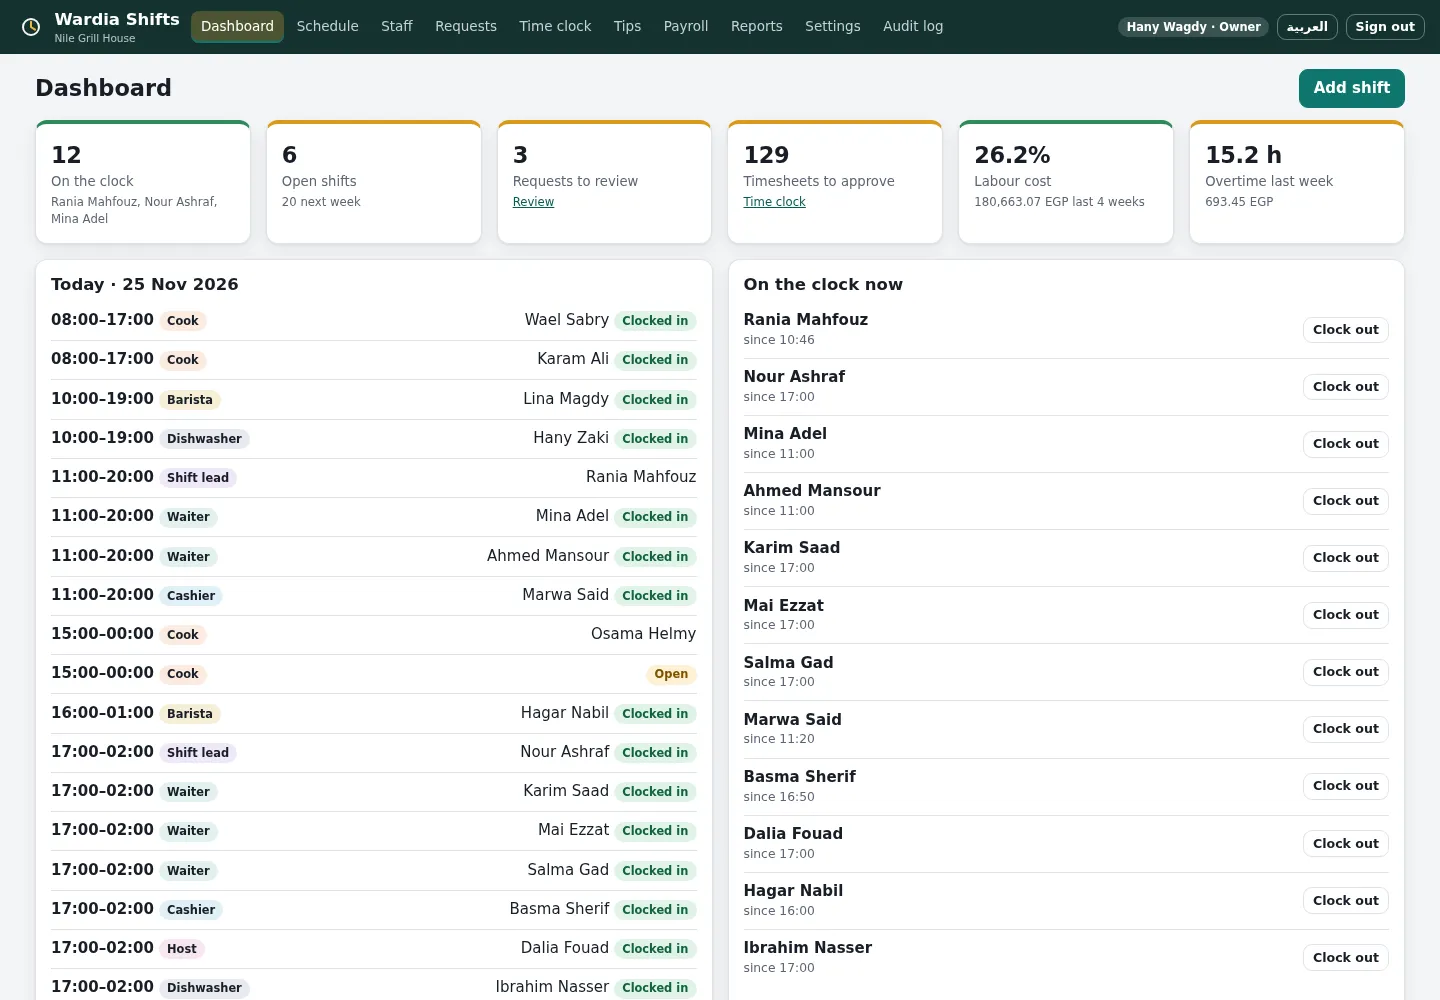 Wardia Shifts
Nile Grill House
Dashboard Schedule Staff Requests Time clock Tips Payroll Reports Settings Audit log
Hany Wagdy · Owner العربية Sign out
Dashboard
Add shift
12
On the clock
Rania Mahfouz, Nour Ashraf,
Mina Adel
6
Open shifts
20 next week
3
Requests to review
Review
129
Timesheets to approve
Time clock
26.2%
Labour cost
180,663.07 EGP last 4 weeks
15.2 h
Overtime last week
693.45 EGP
Today · 25 Nov 2026
08:00–17:00 Cook Wael Sabry Clocked in
08:00–17:00 Cook Karam Ali Clocked in
10:00–19:00 Barista Lina Magdy Clocked in
10:00–19:00 Dishwasher Hany Zaki Clocked in
11:00–20:00 Shift lead Rania Mahfouz
11:00–20:00 Waiter Mina Adel Clocked in
11:00–20:00 Waiter Ahmed Mansour Clocked in
11:00–20:00 Cashier Marwa Said Clocked in
15:00–00:00 Cook Osama Helmy
15:00–00:00 Cook Open
16:00–01:00 Barista Hagar Nabil Clocked in
17:00–02:00 Shift lead Nour Ashraf Clocked in
17:00–02:00 Waiter Karim Saad Clocked in
17:00–02:00 Waiter Mai Ezzat Clocked in
17:00–02:00 Waiter Salma Gad Clocked in
17:00–02:00 Cashier Basma Sherif Clocked in
17:00–02:00 Host Dalia Fouad Clocked in
17:00–02:00 Dishwasher Ibrahim Nasser Clocked in
On the clock now
Rania Mahfouz Clock out
since 10:46
Nour Ashraf Clock out
since 17:00
Mina Adel Clock out
since 11:00
Ahmed Mansour Clock out
since 11:00
Karim Saad Clock out
since 17:00
Mai Ezzat Clock out
since 17:00
Salma Gad Clock out
since 17:00
Marwa Said Clock out
since 11:20
Basma Sherif Clock out
since 16:50
Dalia Fouad Clock out
since 17:00
Hagar Nabil Clock out
since 16:00
Ibrahim Nasser Clock out
since 17:00